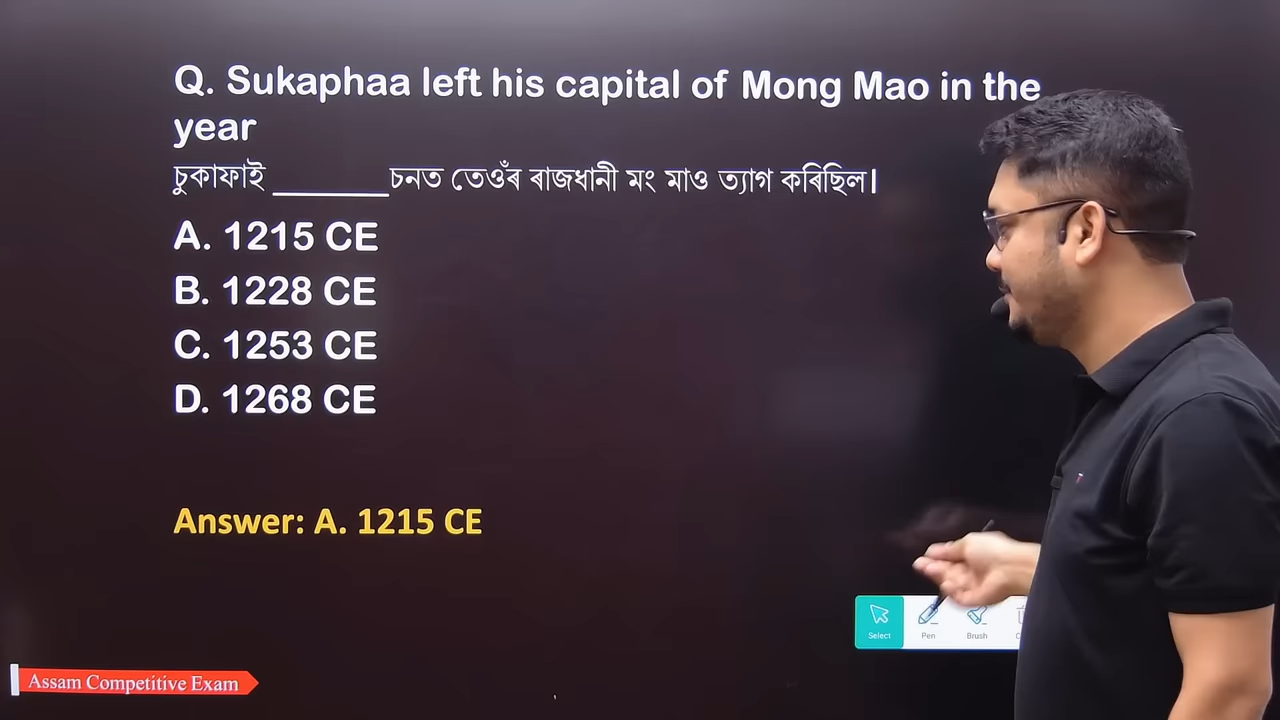 Q. Sukaphaa left his capital of Mong Mao in the
year
চুকাফাই ________চনত তেওঁৰ ৰাজধানী মং মাও ত্যাগ কৰিছিল।
A. 1215 CE
B. 1228 CE
C. 1253 CE
D. 1268 CE
Answer: A. 1215 CE
Select Pen Brush
Assam Competitive Exam